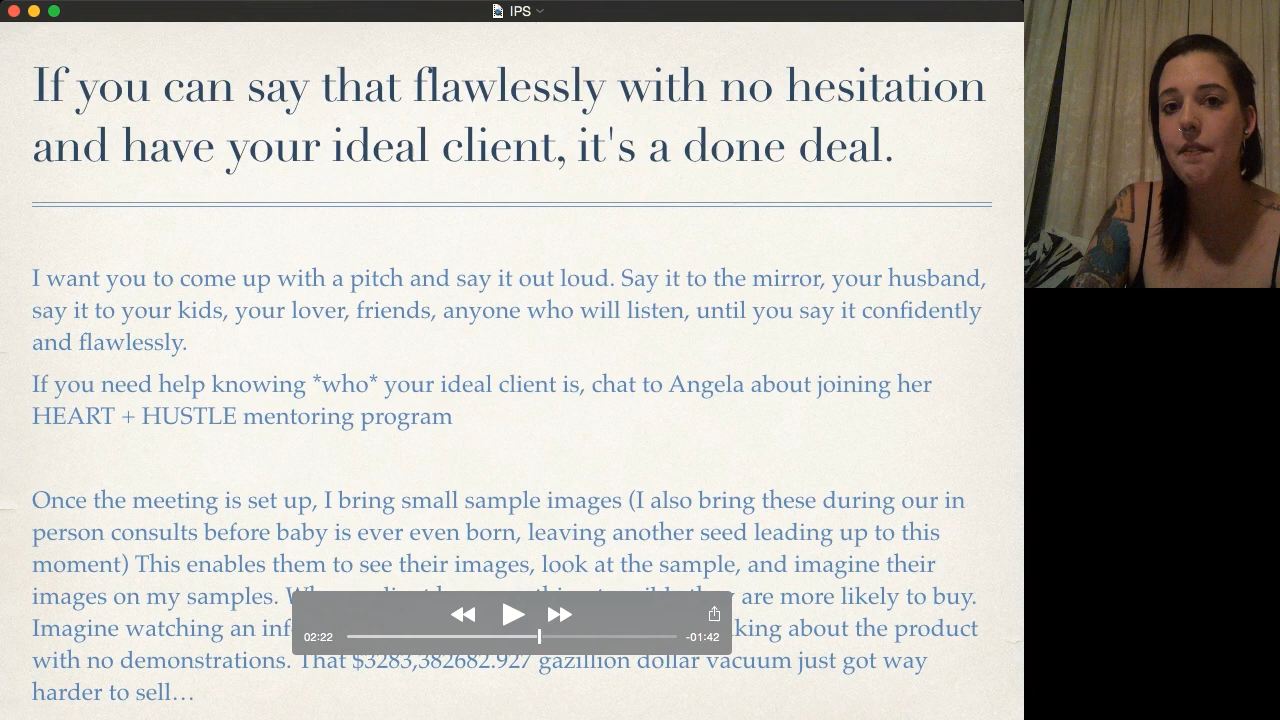 IPS
If you can say that flawlessly with no hesitation
and have your ideal client, it's a done deal.
I want you to come up with a pitch and say it out loud. Say it to the mirror, your husband,
say it to your kids, your lover, friends, anyone who will listen, until you say it confidently
and flawlessly.
If you need help knowing *who* your ideal client is, chat to Angela about joining her
HEART + HUSTLE mentoring program
Once the meeting is set up, I bring small sample images (I also bring these during our in
person consults before baby is ever even born, leaving another seed leading up to this
moment) This enables them to see their images, look at the sample, and imagine their
images on my samples. are more likely to buy.
Imagine watching an about the product
with no demonstrations. That $3283,382682.927 gazillion dollar vacuum just got way
harder to sell…
02:22
-01:42